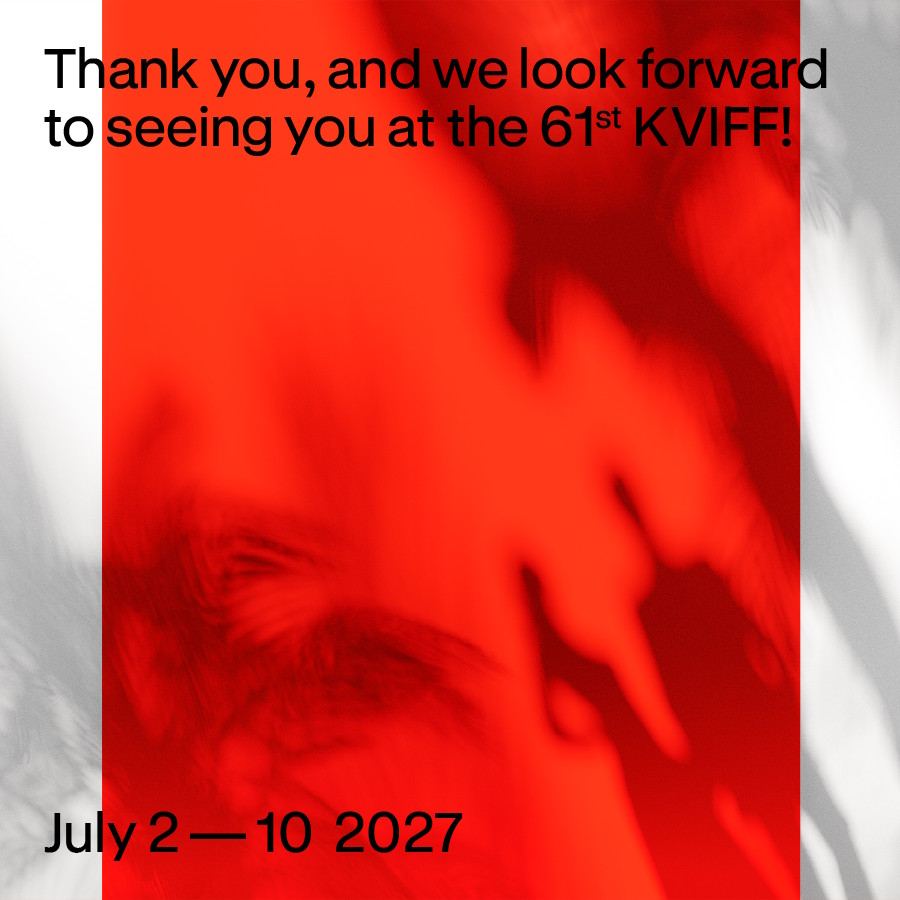 Thank you, and we look forward
to seeing you at the 61st KVIFF!
July 2 — 10 2027